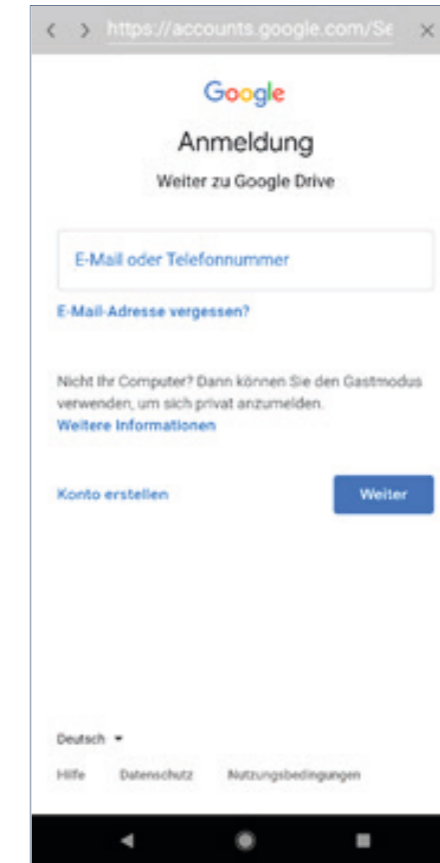 https://accounts.google.com/Se
Google
Anmeldung
Weiter zu Google Drive
E-Mail oder Telefonnummer
E-Mail-Adresse vergessen?
Nicht Ihr Computer? Dann können Sie den Gastmodus
verwenden, um sich privat anzumelden.
Weitere Informationen
Konto erstellen
Weiter
Deutsch
Hilfe Datenschutz Nutzungsbedingungen